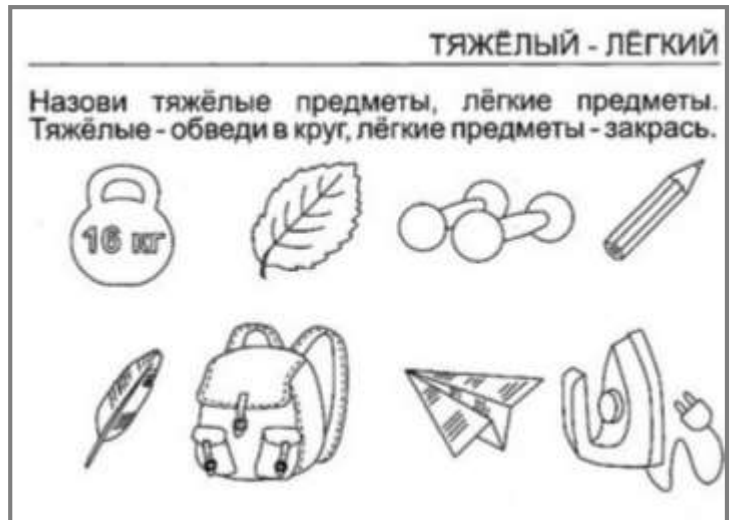 ТЯЖЁЛЫЙ - ЛЁГКИЙ
Назови тяжёлые предметы, лёгкие предметы.
Тяжёлые - обведи в круг, лёгкие предметы - закрась.
16 кг